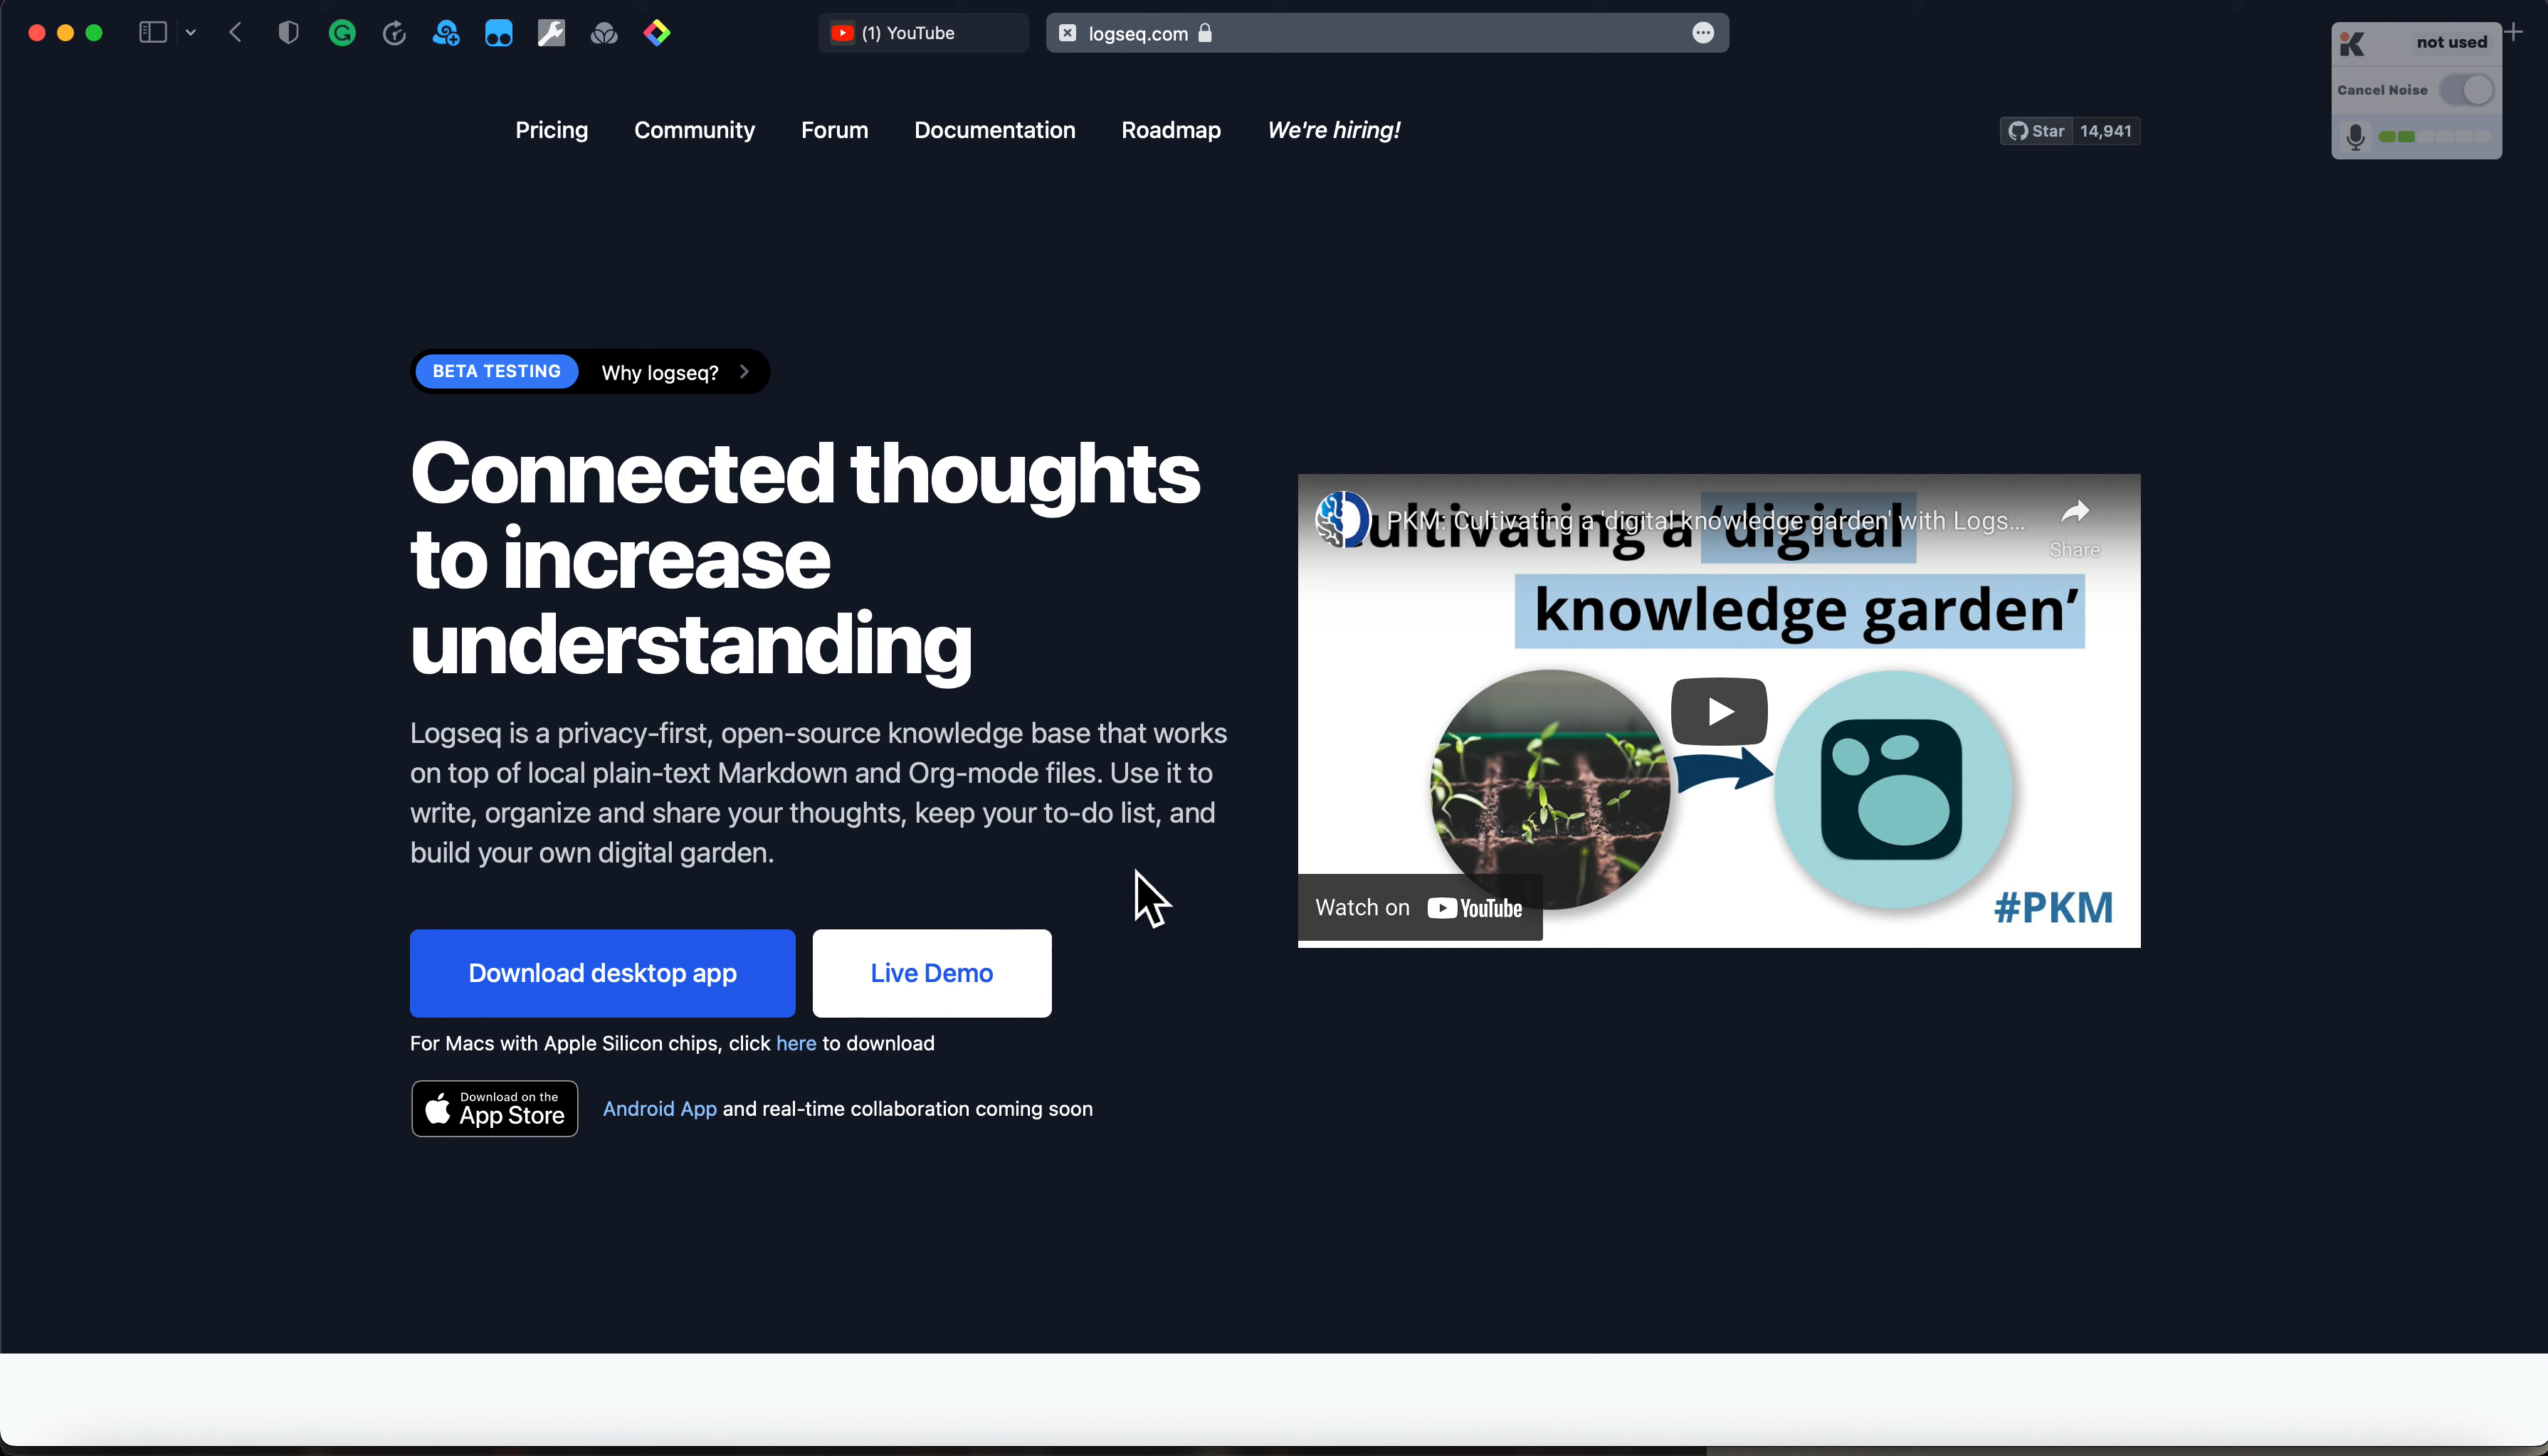 (1) YouTube
logseq.com
not used
Cancel Noise
Pricing Community Forum Documentation Roadmap We're hiring!
Star 14,941
BETA TESTING Why logseq?
Connected thoughts
to increase
understanding
Logseq is a privacy-first, open-source knowledge base that works
on top of local plain-text Markdown and Org-mode files. Use it to
write, organize and share your thoughts, keep your to-do list, and
build your own digital garden.
Download desktop app Live Demo
For Macs with Apple Silicon chips, click here to download
Download on the
App Store
Android App and real-time collaboration coming soon
PKM: Cultivating a 'digital knowledge garden' with Logs...
Share
ultivating a 'digital
knowledge garden’
Watch on YouTube
#PKM